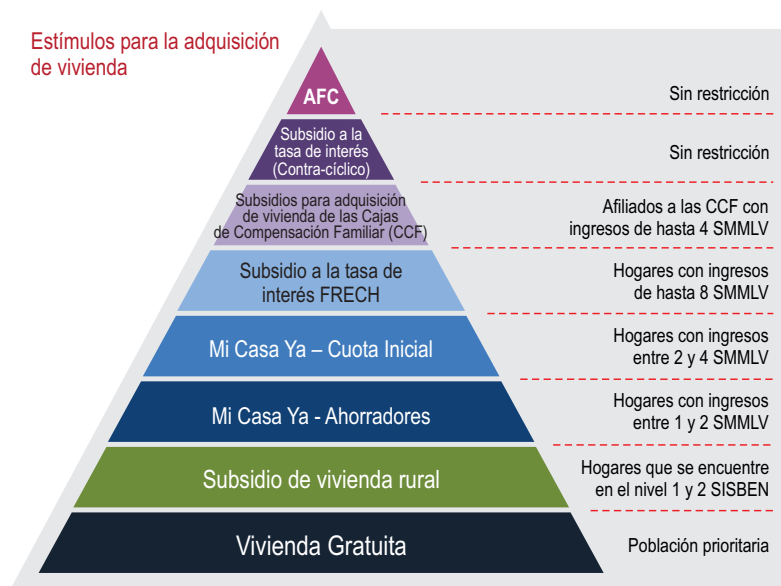 Estímulos para la adquisición
de vivienda
AFC
Sin restricción
Subsidio a la
tasa de interés
(Contra-cíclico)
Sin restricción
Subsidios para adquisición
de vivienda de las Cajas
de Compensación Familiar (CCF)
Afiliados a las CCF con
ingresos de hasta 4 SMMLV
Subsidio a la tasa de
interés FRECH
Hogares con ingresos
de hasta 8 SMMLV
Mi Casa Ya – Cuota Inicial
Hogares con ingresos
entre 2 y 4 SMMLV
Mi Casa Ya - Ahorradores
Hogares con ingresos
entre 1 y 2 SMMLV
Subsidio de vivienda rural
Hogares que se encuentre
en el nivel 1 y 2 SISBEN
Vivienda Gratuita
Población prioritaria